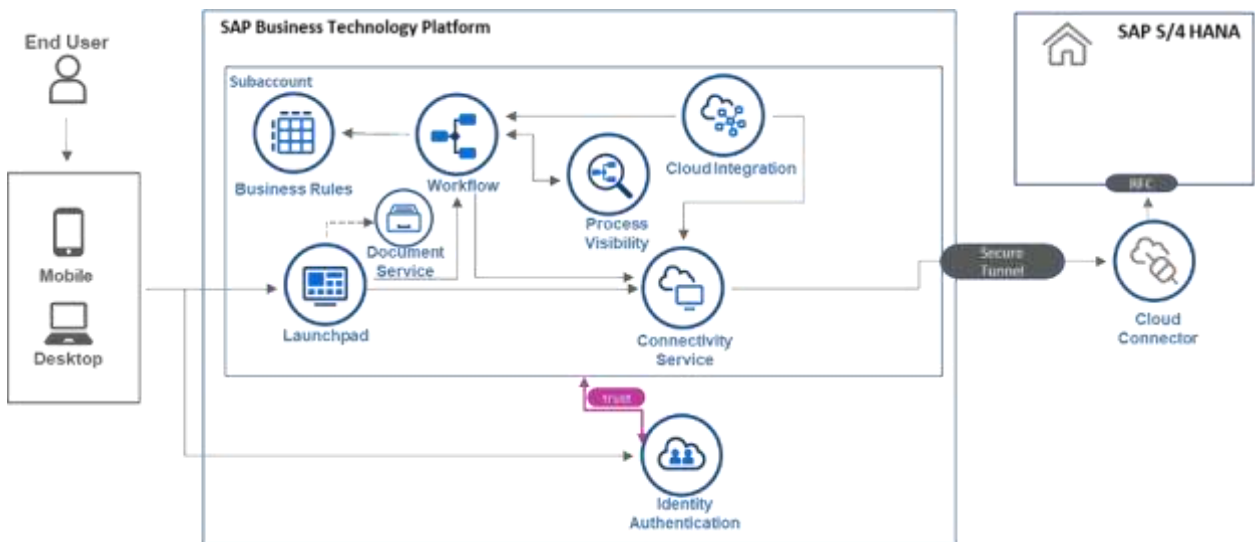 SAP Business Technology Platform
SAP S/4 HANA
End User
Subaccount
Business Rules
Workflow
Cloud Integration
Process
Visibility
Document
Service
Mobile
Desktop
Launchpad
Connectivity
Service
Secure
Tunnel
RFC
Cloud
Connector
trust
Identity
Authentication